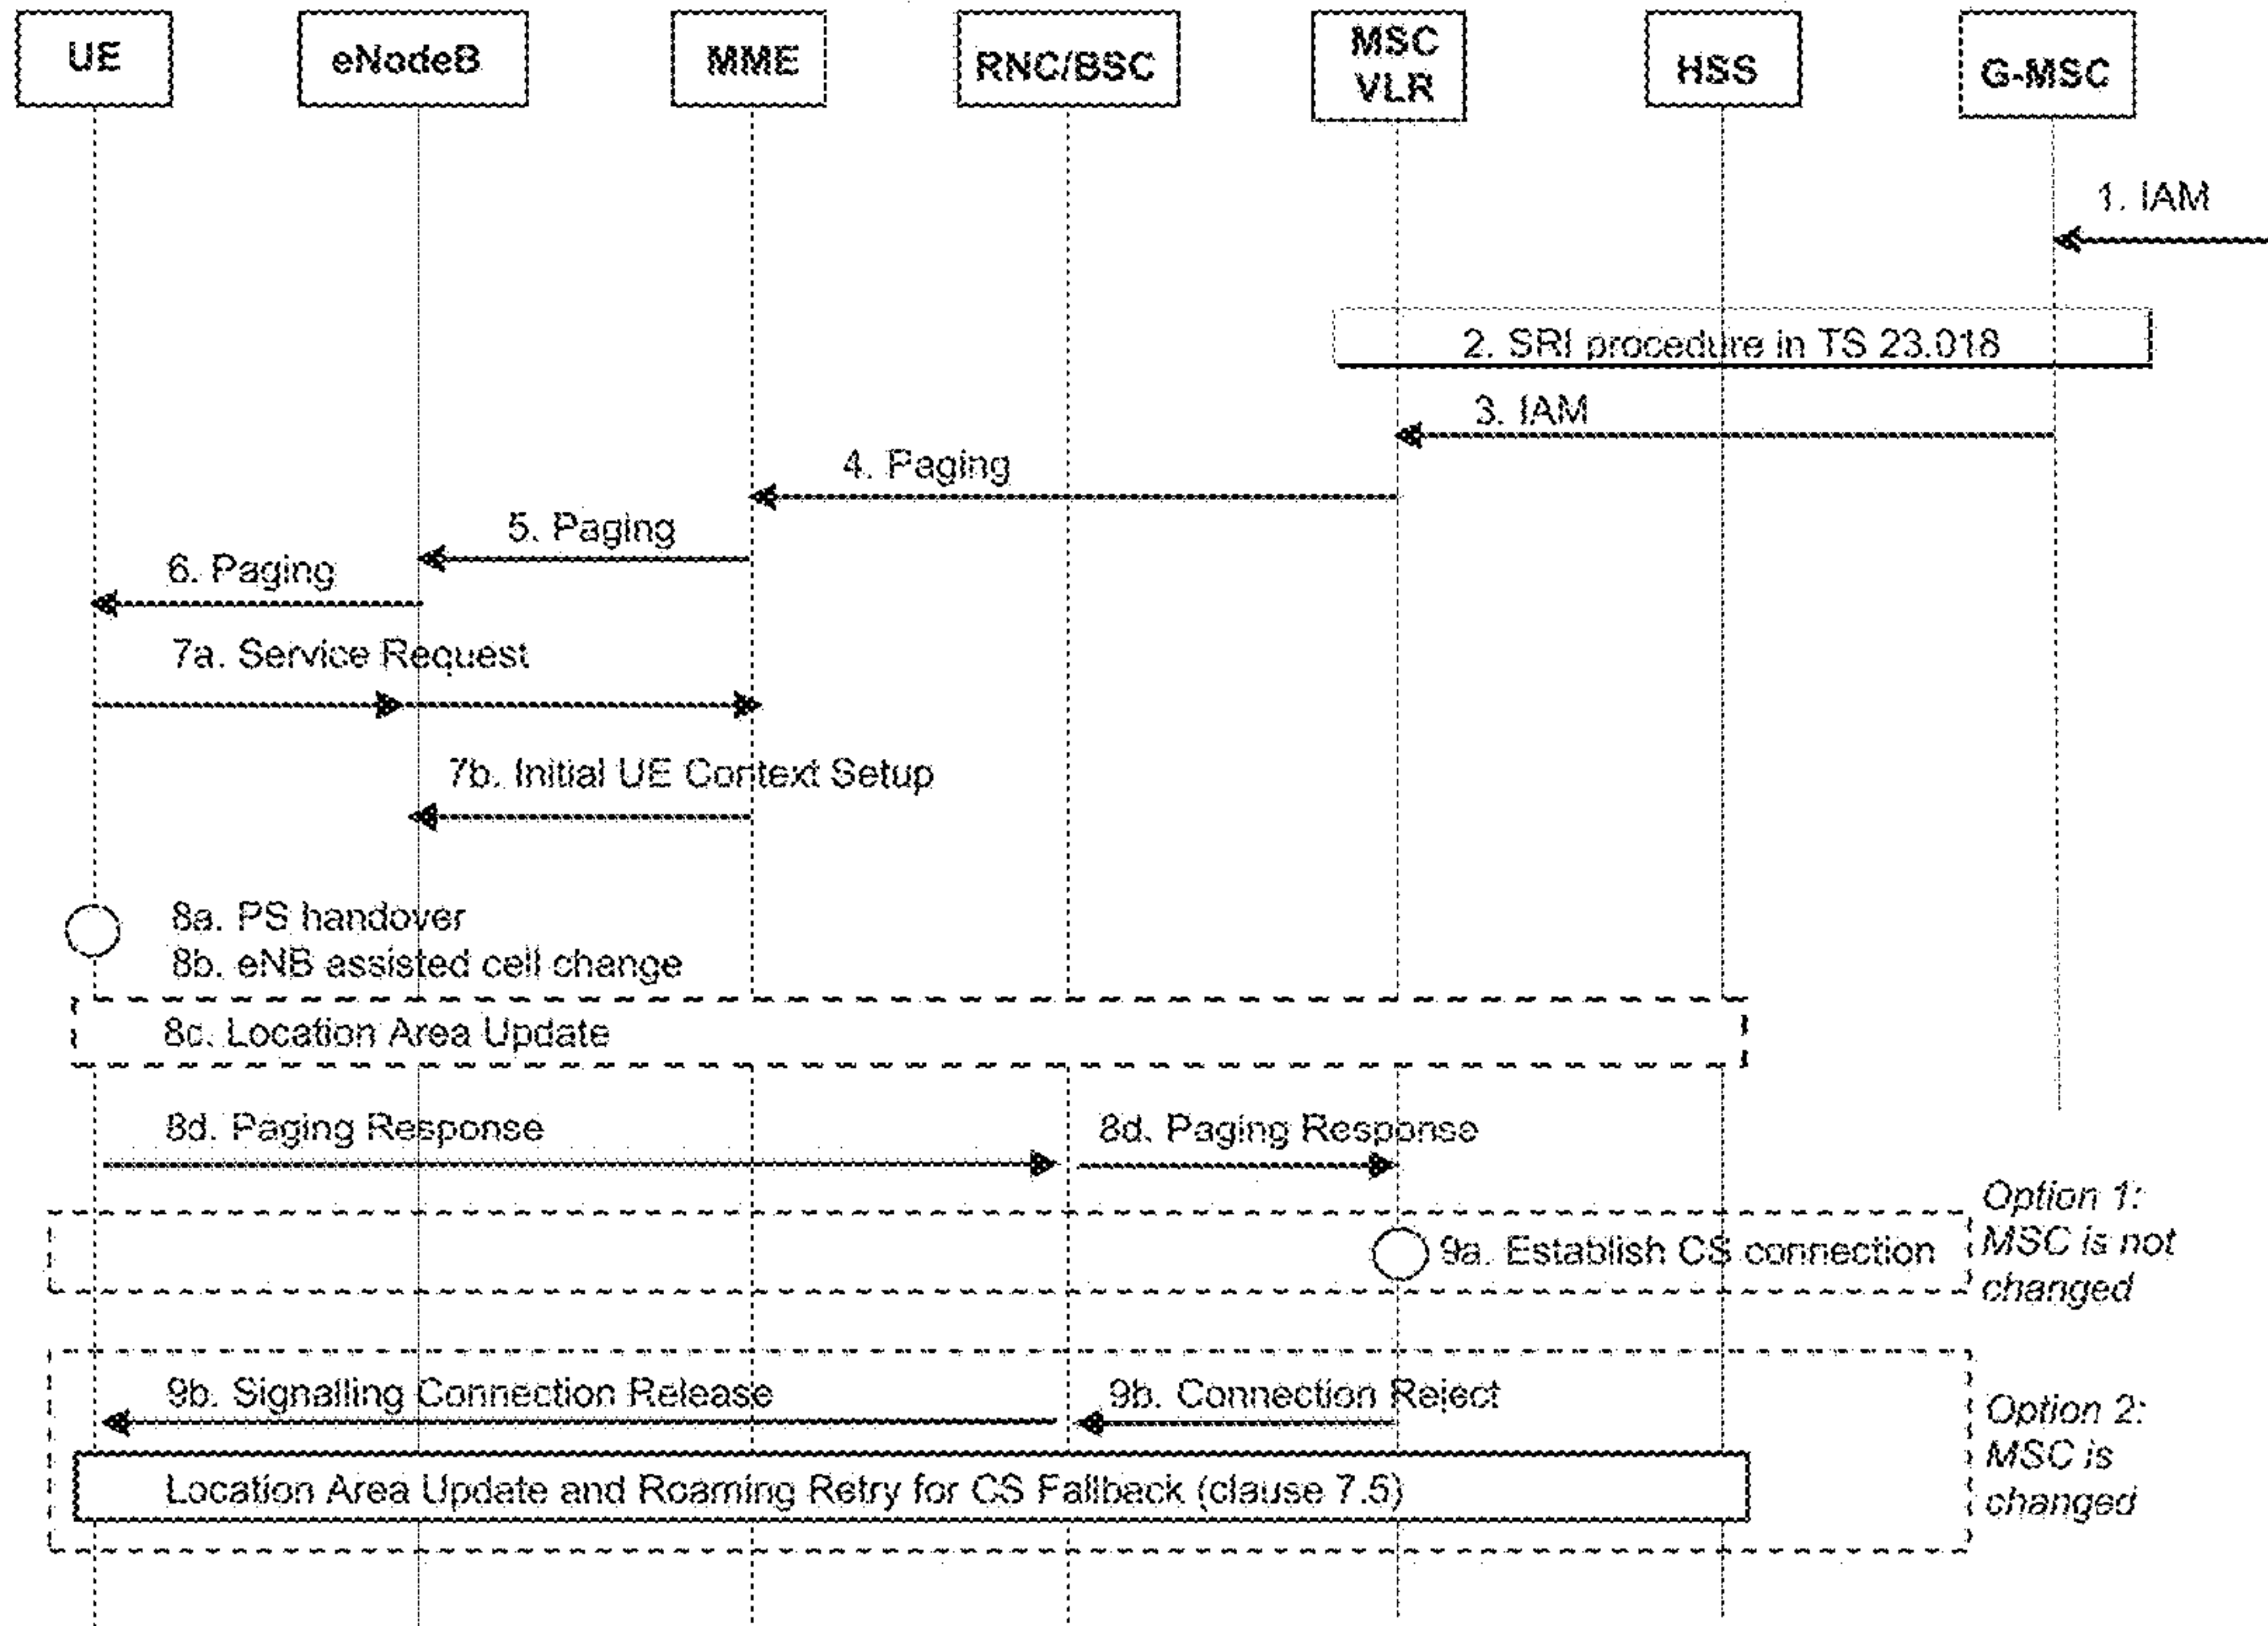 UE
eNodeB
MME
RNC/BSC
MSC
VLR
HSS
G-MSC
1. IAM
2. SRI procedure in TS 23.018
3. IAM
4. Paging
5. Paging
6. Paging
7a. Service Request
7b. Initial UE Context Setup
8a. PS handover
8b. eNB assisted cell change
8c. Location Area Update
8d. Paging Response
8d. Paging Response
Option 1:
MSC is not
changed
9a. Establish CS connection
9b. Signalling Connection Release
9b. Connection Reject
Option 2:
MSC is
changed
Location Area Update and Roaming Retry for CS Fallback (clause 7.5)